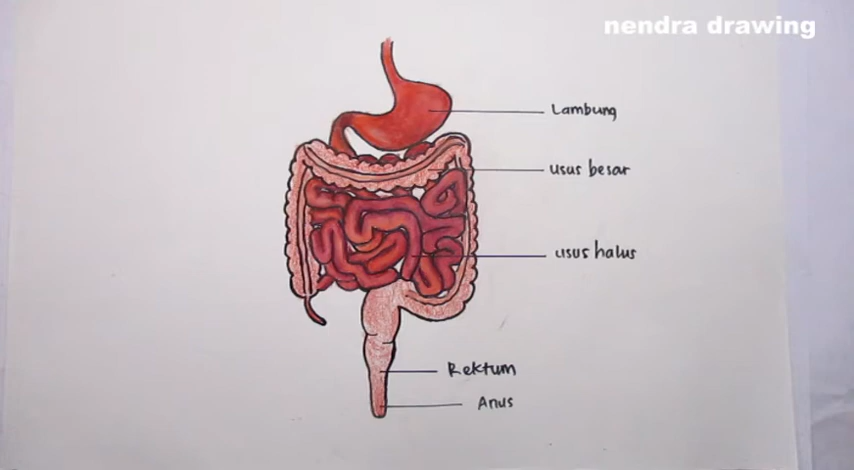 nendra drawing
Lambung
usus besar
usus halus
Rektum
Anus